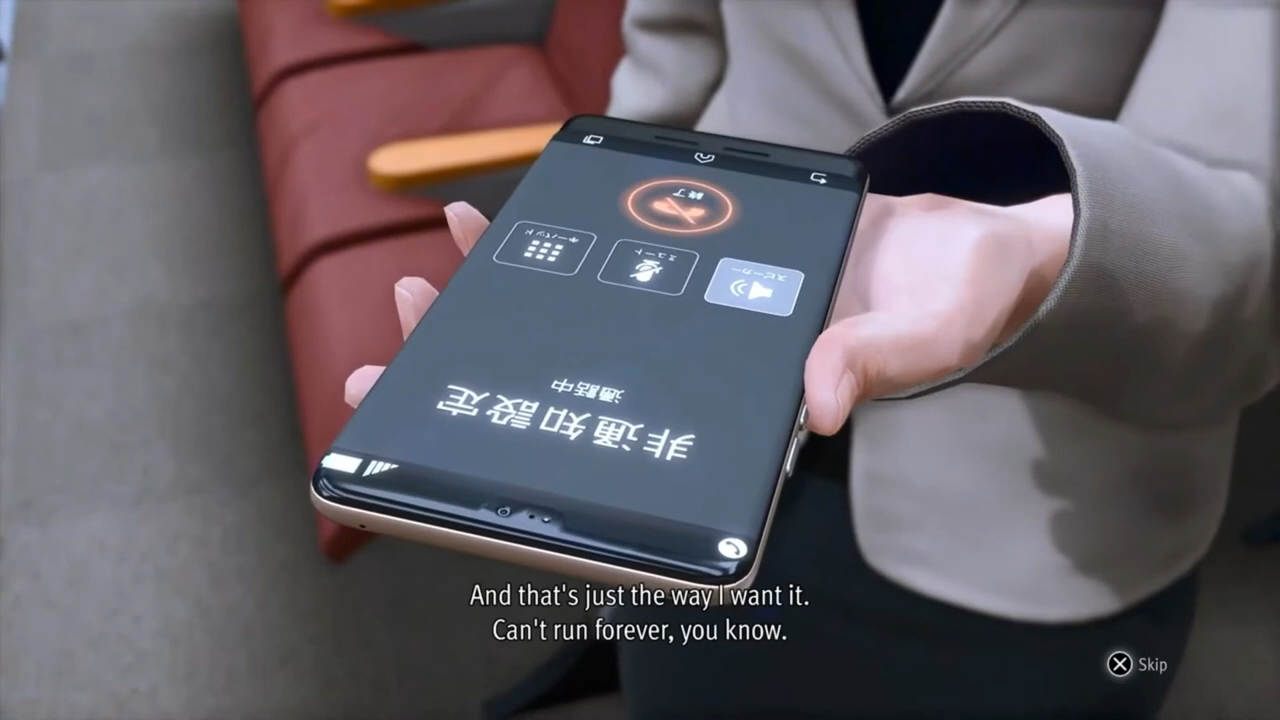 非通知設定
通話中
スピーカー
ミュート
キーパッド
終了
And that's just the way I want it.
Can't run forever, you know.
Skip